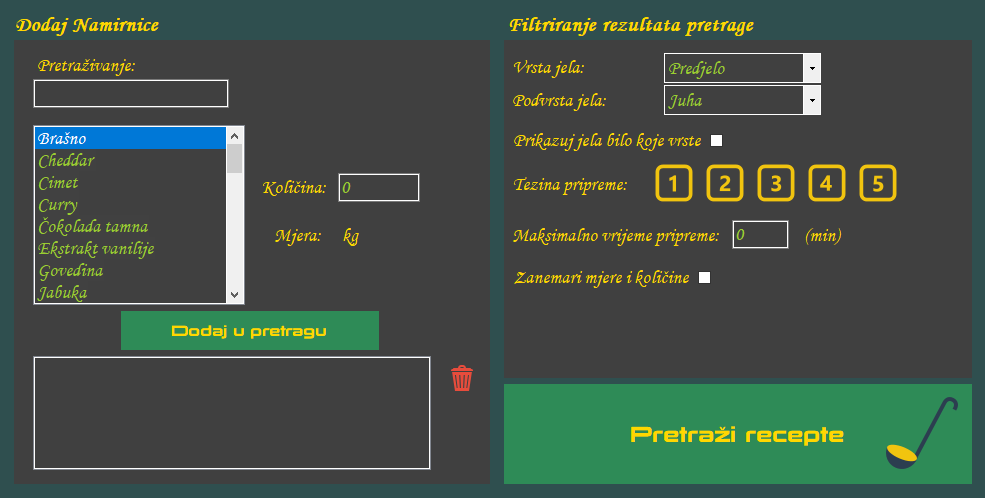 Dodaj Namirnice
Pretraživanje:
Brašno
Cheddar
Cimet
Curry
Čokolada tamna
Ekstrakt vanilije
Govedina
Jabuka
Količina: 0
Mjera: kg
Dodaj u pretragu
Filtriranje rezultata pretrage
Vrsta jela: Predjelo
Podvrsta jela: Juha
Prikazuj jela bilo koje vrste
Tezina pripreme: 1 2 3 4 5
Maksimalno vrijeme pripreme: 0 (min)
Zanemari mjere i količine
Pretraži recepte